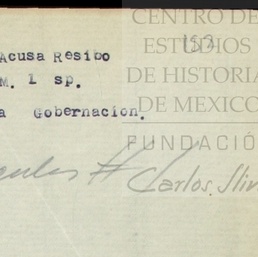 CENTRO DE
ESTUDIOS
DE HISTORIA
DE MEXICO
FUNDACIÓ
153
Acusa Resibo
M. 1 sp.
a Gobernacion.
Carlos.